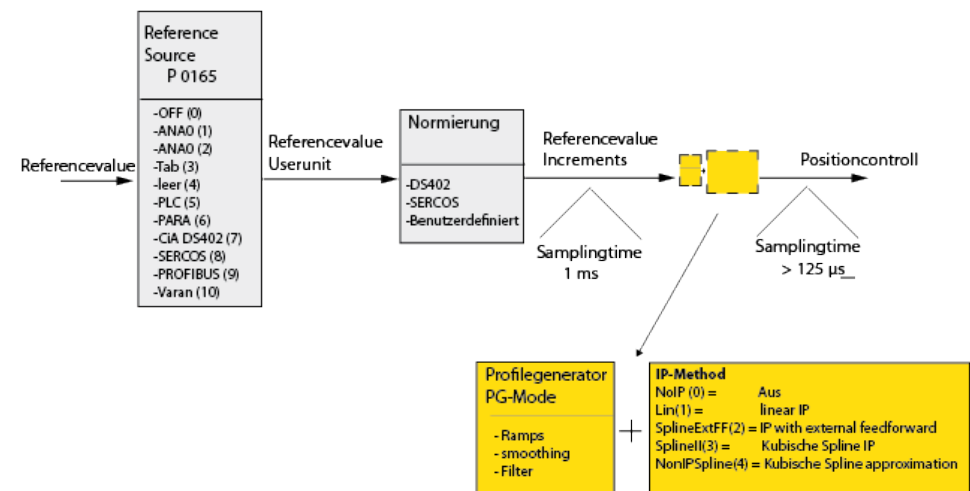 Reference
Source
P 0165
-OFF (0)
-ANA0 (1)
-ANA0 (2)
-Tab (3)
-leer (4)
-PLC (5)
-PARA (6)
-CiA DS402 (7)
-SERCOS (8)
-PROFIBUS (9)
-Varan (10)
Referencevalue
Referencevalue
Userunit
Normierung
-DS402
-SERCOS
-Benutzerdefiniert
Referencevalue
Increments
Samplingtime
1 ms
Positioncontroll
Samplingtime
> 125 µs
Profilegenerator
PG-Mode
- Ramps
- smoothing
- Filter
+
IP-Method
NoIP (0) = Aus
Lin(1) = linear IP
SplineExtFF(2) = IP with external feedforward
SplineII(3) = Kubische Spline IP
NonIPSpline(4) = Kubische Spline approximation